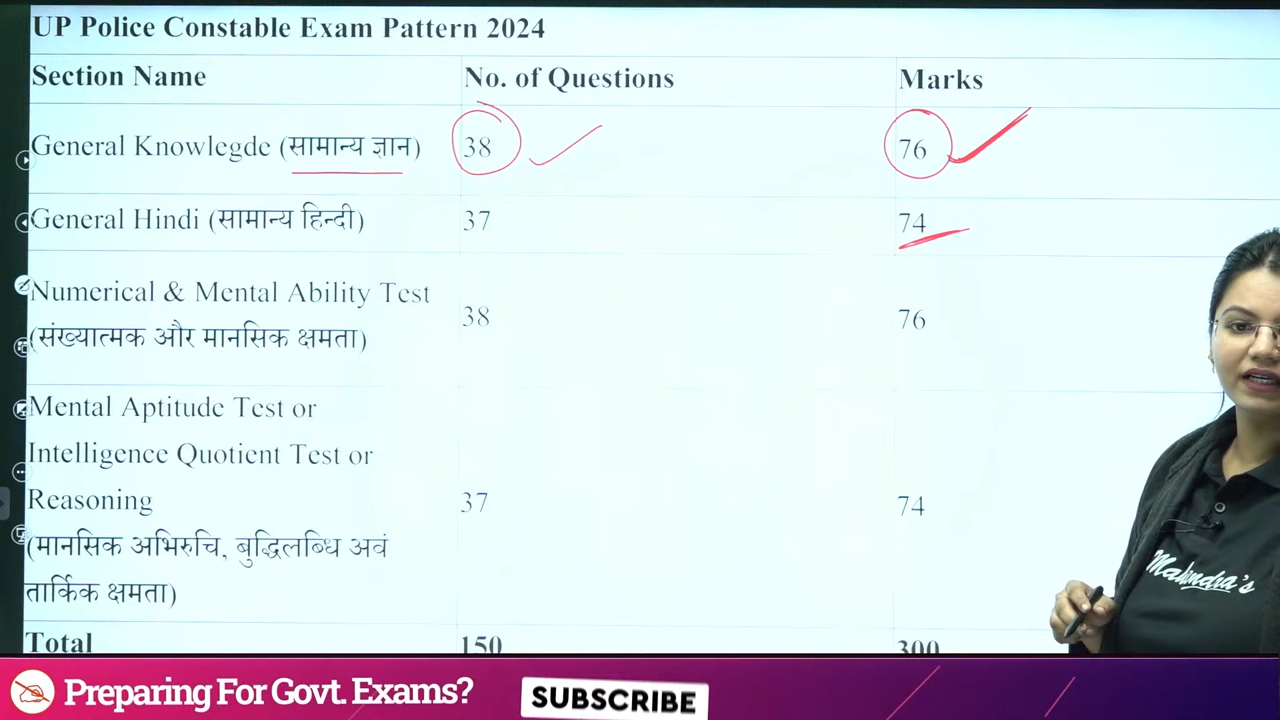 UP Police Constable Exam Pattern 2024
Section Name No. of Questions Marks
General Knowlegde (सामान्य ज्ञान) 38 76
General Hindi (सामान्य हिन्दी) 37 74
Numerical & Mental Ability Test
(संख्यात्मक और मानसिक क्षमता) 38 76
Mental Aptitude Test or
Intelligence Quotient Test or
Reasoning 37 74
(मानसिक अभिरुचि, बुद्धिलब्धि अवं
तार्किक क्षमता)
Total 150 300
Mahendra's
Preparing For Govt. Exams? SUBSCRIBE